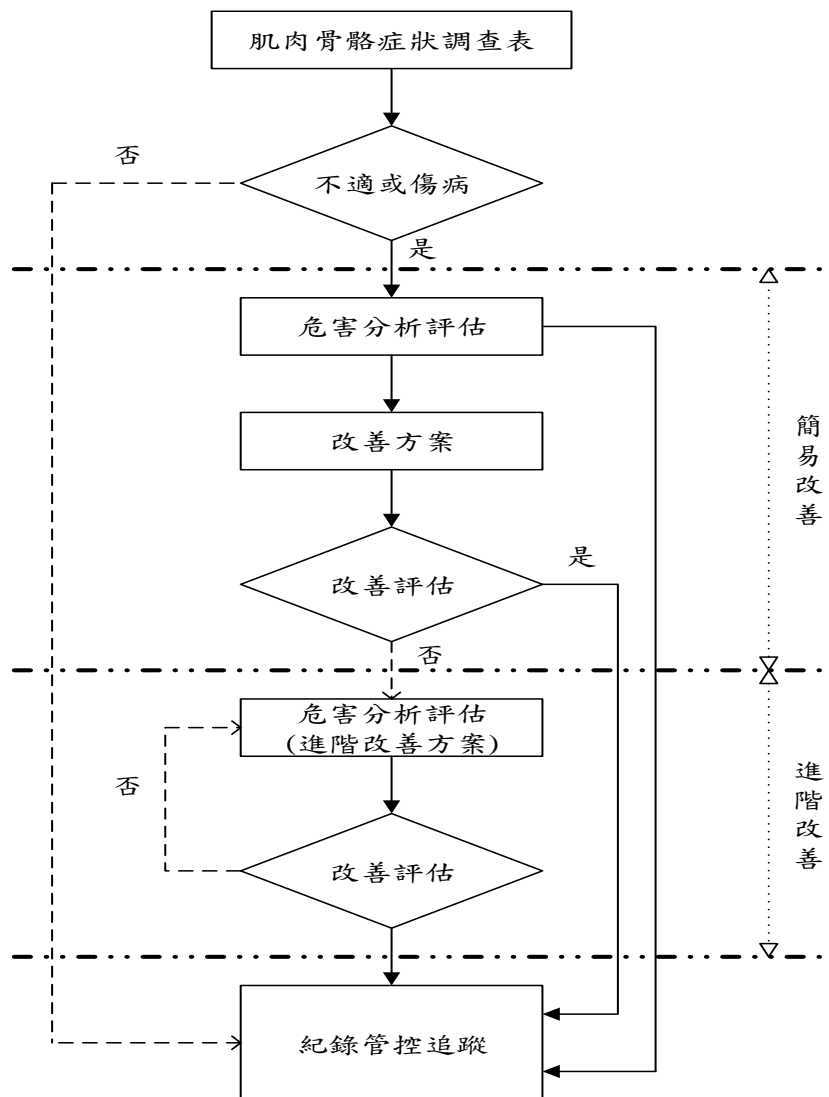 肌肉骨骼症狀調查表
否
不適或傷病
是
危害分析評估
改善方案
簡易改善
是
改善評估
否
危害分析評估
(進階改善方案)
否
進階改善
改善評估
紀錄管控追蹤